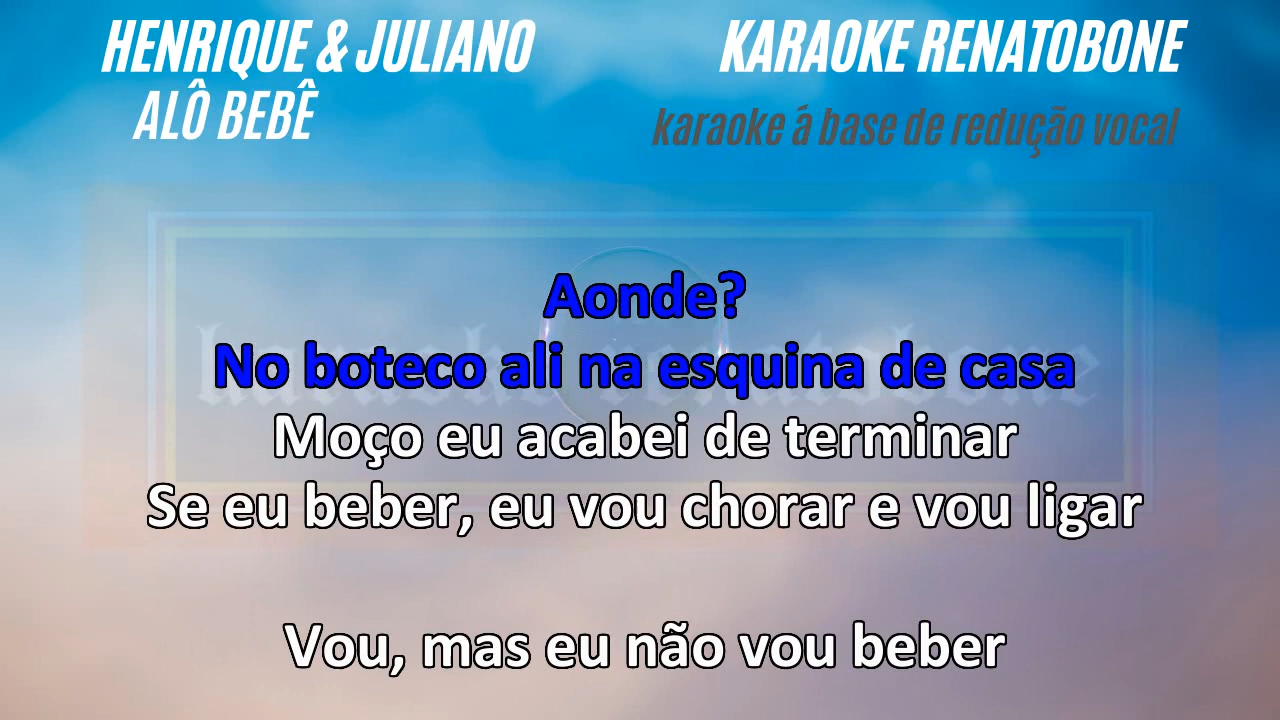 HENRIQUE & JULIANO
ALÔ BEBÊ
KARAOKE RENATOBONE
karaoke á base de redução vocal
karaoke renatobone
Aonde?
No boteco ali na esquina de casa
Moço eu acabei de terminar
Se eu beber, eu vou chorar e vou ligar
Vou, mas eu não vou beber